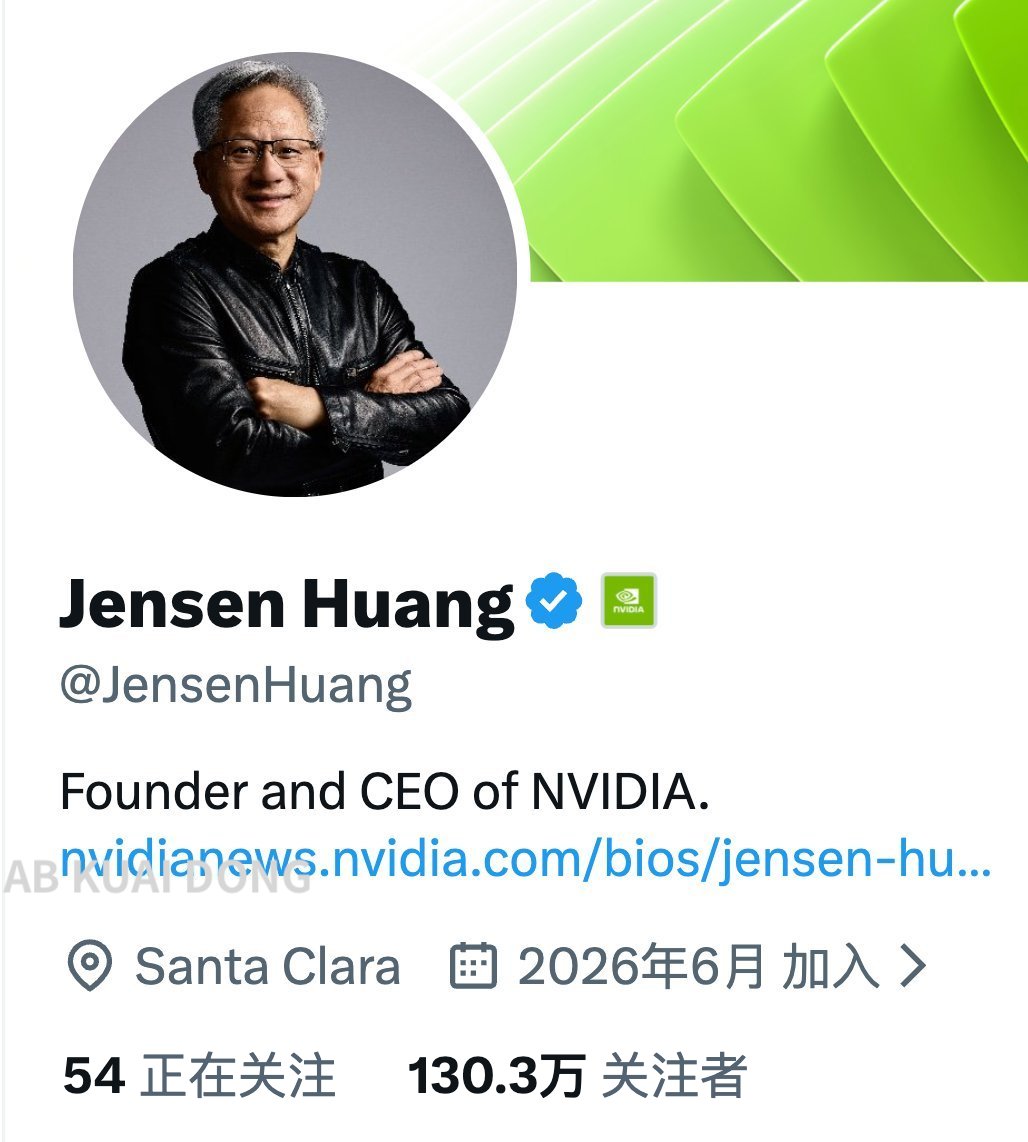 Jensen Huang NVIDIA
@JensenHuang
Founder and CEO of NVIDIA.
nvidianews.nvidia.com/bios/jensen-hu...
AB KUAI DONG
Santa Clara 2026年6月 加入
54 正在关注 130.3万 关注者